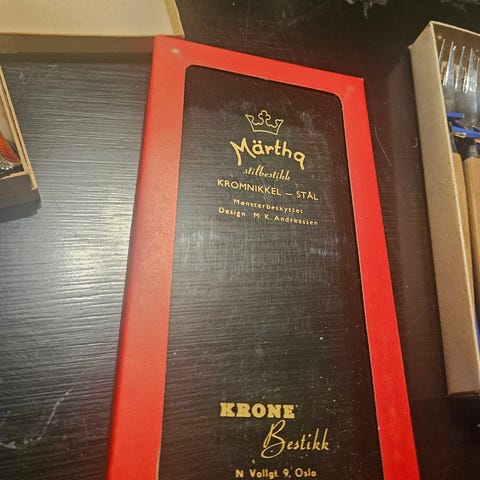 Märtha
stilbestikk
KROMNIKKEL — STÅL
Mønsterbeskyttet
Design M. K. Andreassen
KRONE
Bestikk
N Vollgt. 9, Oslo